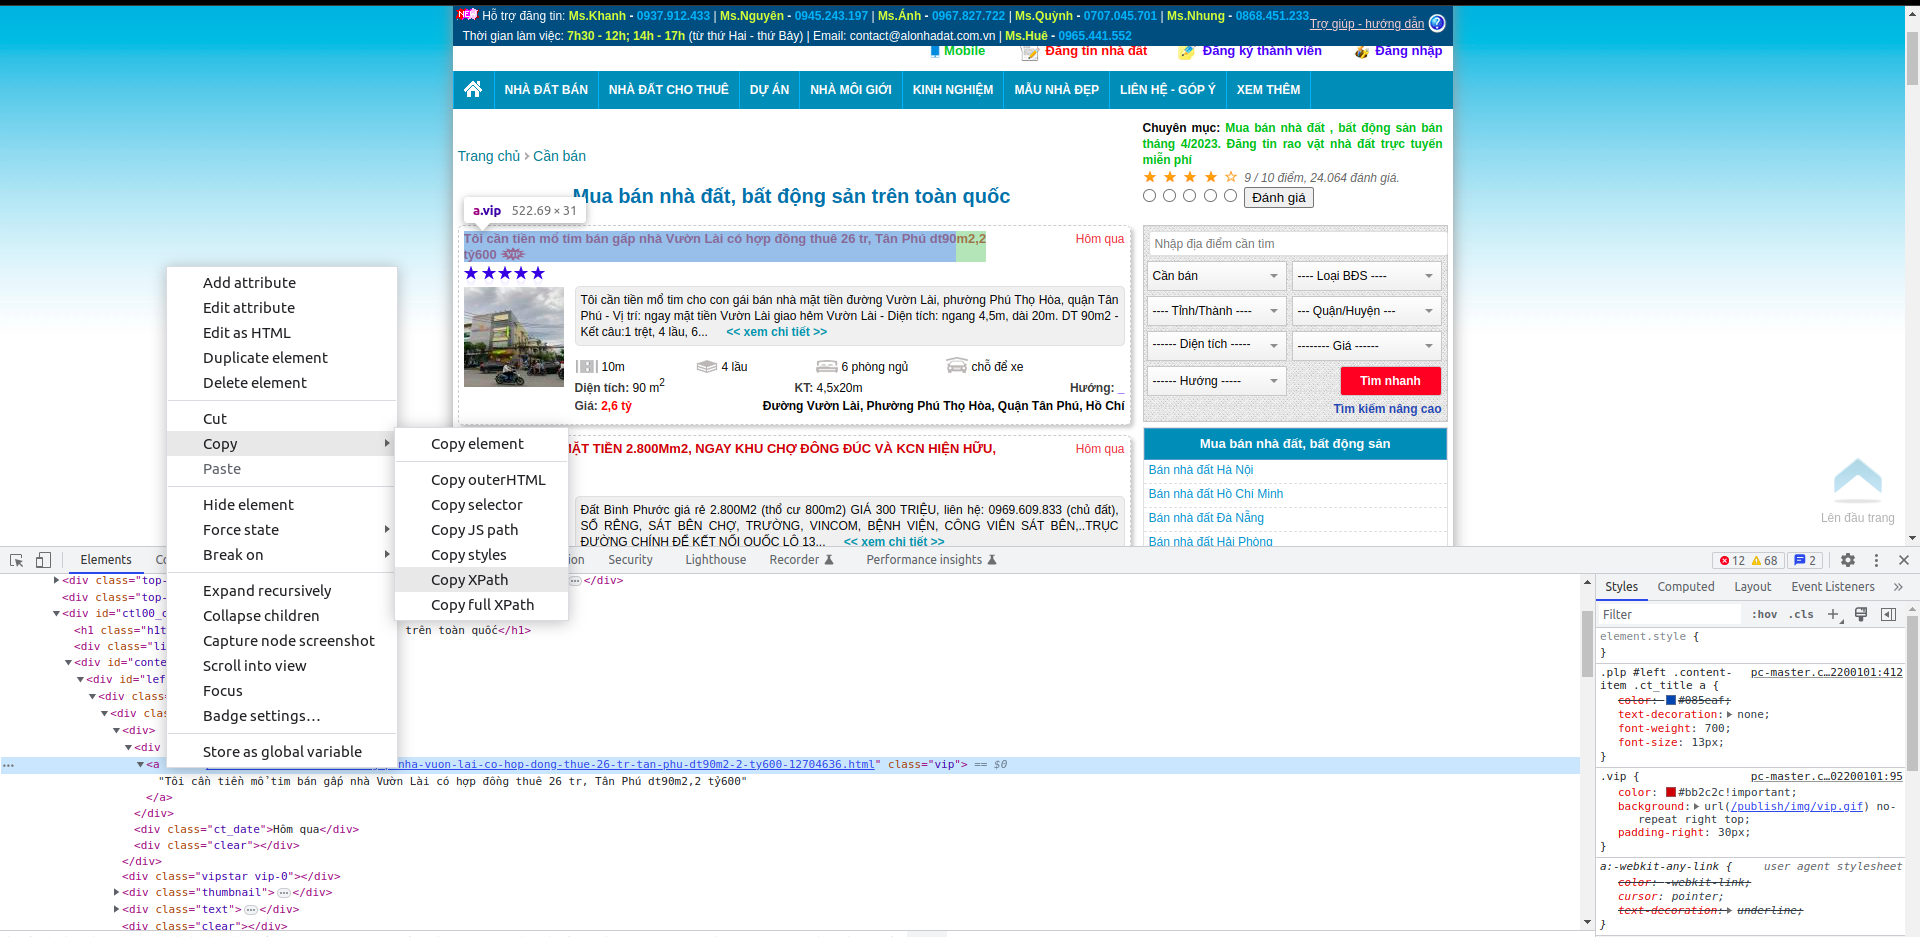 NEW Hỗ trợ đăng tin: Ms.Khanh - 0937.912.433 | Ms.Nguyên - 0945.243.197 | Ms.Ánh - 0967.827.722 | Ms.Quỳnh - 0707.045.701 | Ms.Nhung - 0868.451.233
Trợ giúp - hướng dẫn
Thời gian làm việc: 7h30 - 12h; 14h - 17h (từ thứ Hai - thứ Bảy) | Email: contact@alonhadat.com.vn | Ms.Huê - 0965.441.552
Mobile
Đăng tin nhà đất
Đăng ký thành viên
Đăng nhập
NHÀ ĐẤT BÁN
NHÀ ĐẤT CHO THUÊ
DỰ ÁN
NHÀ MÔI GIỚI
KINH NGHIỆM
MẪU NHÀ ĐẸP
LIÊN HỆ - GÓP Ý
XEM THÊM
Trang chủ > Cần bán
Mua bán nhà đất, bất động sản trên toàn quốc
a.vip 522.69 × 31
Tôi cần tiền mổ tim bán gấp nhà Vườn Lài có hợp đồng thuê 26 tr, Tân Phú dt90m2,2
tỷ600
Hôm qua
Tôi cần tiền mổ tim cho con gái bán nhà mặt tiền đường Vườn Lài, phường Phú Thọ Hòa, quận Tân
Phú - Vị trí: ngay mặt tiền Vườn Lài giao hẻm Vườn Lài - Diện tích: ngang 4,5m, dài 20m. DT 90m2 -
Kết cấu:1 trệt, 4 lầu, 6... << xem chi tiết >>
10m
4 lầu
6 phòng ngủ
chỗ để xe
Diện tích: 90 m2
KT: 4,5x20m
Hướng: _
Giá: 2,6 tỷ
Đường Vườn Lài, Phường Phú Thọ Hòa, Quận Tân Phú, Hồ Chí
MẶT TIỀN 2.800Mm2, NGAY KHU CHỢ ĐÔNG ĐÚC VÀ KCN HIỆN HỮU,
Hôm qua
Đất Bình Phước giá rẻ 2.800M2 (thổ cư 800m2) GIÁ 300 TRIỆU, liên hệ: 0969.609.833 (chủ đất),
SỔ RIÊNG, SÁT BÊN CHỢ, TRƯỜNG, VINCOM, BỆNH VIỆN, CÔNG VIÊN SÁT BÊN,..TRỤC
ĐƯỜNG CHÍNH ĐỂ KẾT NỐI QUỐC LỘ 13... << xem chi tiết >>
Chuyên mục: Mua bán nhà đất , bất động sản bán
tháng 4/2023. Đăng tin rao vặt nhà đất trực tuyến
miễn phí
9 / 10 điểm, 24.064 đánh giá.
Đánh giá
Nhập địa điểm cần tìm
Cần bán
---- Loại BĐS ----
---- Tỉnh/Thành ----
--- Quận/Huyện ---
------ Diện tích -----
-------- Giá ------
------ Hướng -----
Tìm nhanh
Tìm kiếm nâng cao
Mua bán nhà đất, bất động sản
Bán nhà đất Hà Nội
Bán nhà đất Hồ Chí Minh
Bán nhà đất Đà Nẵng
Bán nhà đất Hải Phòng
Lên đầu trang
Add attribute
Edit attribute
Edit as HTML
Duplicate element
Delete element
Cut
Copy
Paste
Hide element
Force state
Break on
Expand recursively
Collapse children
Capture node screenshot
Scroll into view
Focus
Badge settings…
Store as global variable
Copy element
Copy outerHTML
Copy selector
Copy JS path
Copy styles
Copy XPath
Copy full XPath
Elements
Security
Lighthouse
Recorder
Performance insights
12 68
2
<div class="top-
…</div>
<div class="top-
<div id="ctl00_c
<h1 class="h1t
trên toàn quốc</h1>
<div class="li
<div id="conte
<div id="lef
<div class=
<div cla
<div>
<div
<a
nha-vuon-lai-co-hop-dong-thue-26-tr-tan-phu-dt90m2-2-ty600-12704636.html" class="vip"> == $0
"Tôi cần tiền mổ tim bán gấp nhà Vườn Lài có hợp đồng thuê 26 tr, Tân Phú dt90m2,2 tỷ600"
</a>
</div>
<div class="ct_date">Hôm qua</div>
<div class="clear"></div>
</div>
<div class="vipstar vip-0"></div>
<div class="thumbnail">…</div>
<div class="text">…</div>
<div class="clear"></div>
Styles
Computed
Layout
Event Listeners
»
Filter
:hov .cls +
element.style {
}
.plp #left .content-
pc-master.c…2200101:412
item .ct_title a {
color: #085eaf;
text-decoration: none;
font-weight: 700;
font-size: 13px;
}
.vip {
pc-master.c…02200101:95
color: #bb2c2c!important;
background: url(/publish/img/vip.gif) no-
repeat right top;
padding-right: 30px;
}
a:-webkit-any-link {
user agent stylesheet
color: -webkit-link;
cursor: pointer;
text-decoration: underline;
}